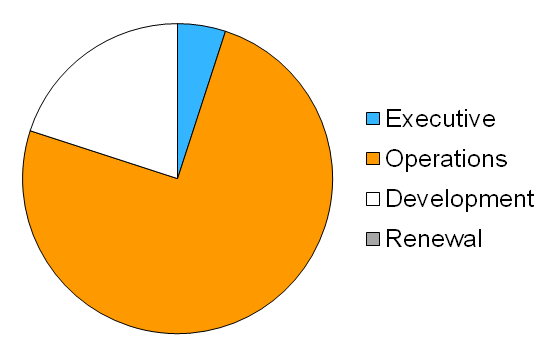 Executive
Operations
Development
Renewal